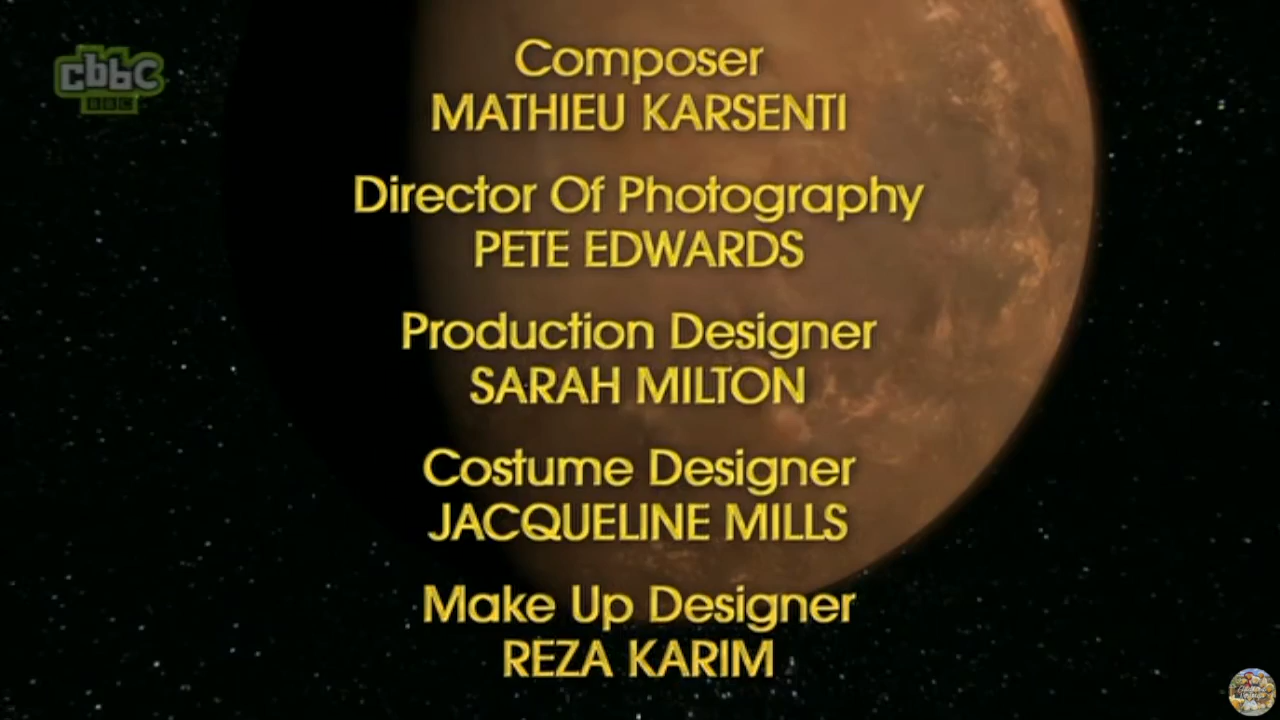 cbbc
BBC
Composer
MATHIEU KARSENTI
Director Of Photography
PETE EDWARDS
Production Designer
SARAH MILTON
Costume Designer
JACQUELINE MILLS
Make Up Designer
REZA KARIM